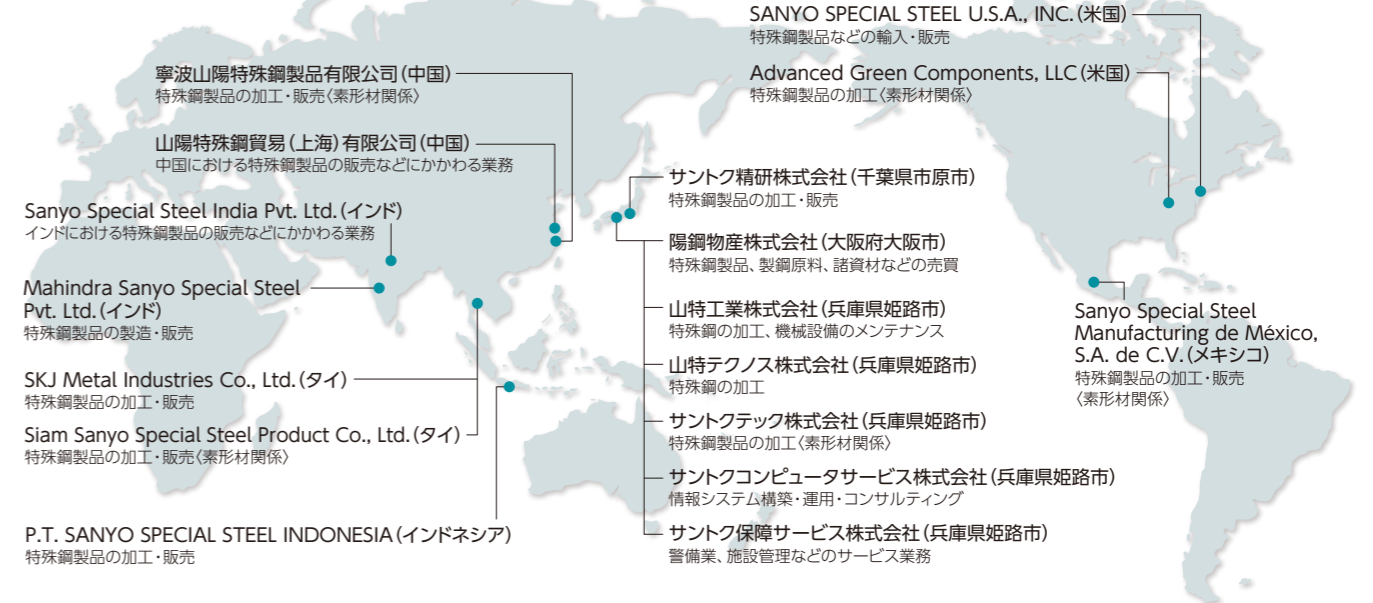 SANYO SPECIAL STEEL U.S.A., INC.(米国)
特殊鋼製品などの輸入・販売
Advanced Green Components, LLC(米国)
特殊鋼製品の加工〈素形材関係〉
寧波山陽特殊鋼製品有限公司(中国)
特殊鋼製品の加工・販売〈素形材関係〉
山陽特殊鋼貿易(上海)有限公司(中国)
中国における特殊鋼製品の販売などにかかわる業務
Sanyo Special Steel India Pvt. Ltd.(インド)
インドにおける特殊鋼製品の販売などにかかわる業務
Mahindra Sanyo Special Steel
Pvt. Ltd.(インド)
特殊鋼製品の製造・販売
SKJ Metal Industries Co., Ltd.(タイ)
特殊鋼製品の加工・販売
Siam Sanyo Special Steel Product Co., Ltd.(タイ)
特殊鋼製品の加工・販売〈素形材関係〉
P.T. SANYO SPECIAL STEEL INDONESIA(インドネシア)
特殊鋼製品の加工・販売
サントク精研株式会社(千葉県市原市)
特殊鋼製品の加工・販売
陽鋼物産株式会社(大阪府大阪市)
特殊鋼製品、製鋼原料、諸資材などの売買
山特工業株式会社(兵庫県姫路市)
特殊鋼の加工、機械設備のメンテナンス
山特テクノス株式会社(兵庫県姫路市)
特殊鋼の加工
サントクテック株式会社(兵庫県姫路市)
特殊鋼製品の加工〈素形材関係〉
サントクコンピュータサービス株式会社(兵庫県姫路市)
情報システム構築・運用・コンサルティング
サントク保障サービス株式会社(兵庫県姫路市)
警備業、施設管理などのサービス業務
Sanyo Special Steel
Manufacturing de México,
S.A. de C.V.(メキシコ)
特殊鋼製品の加工・販売
〈素形材関係〉